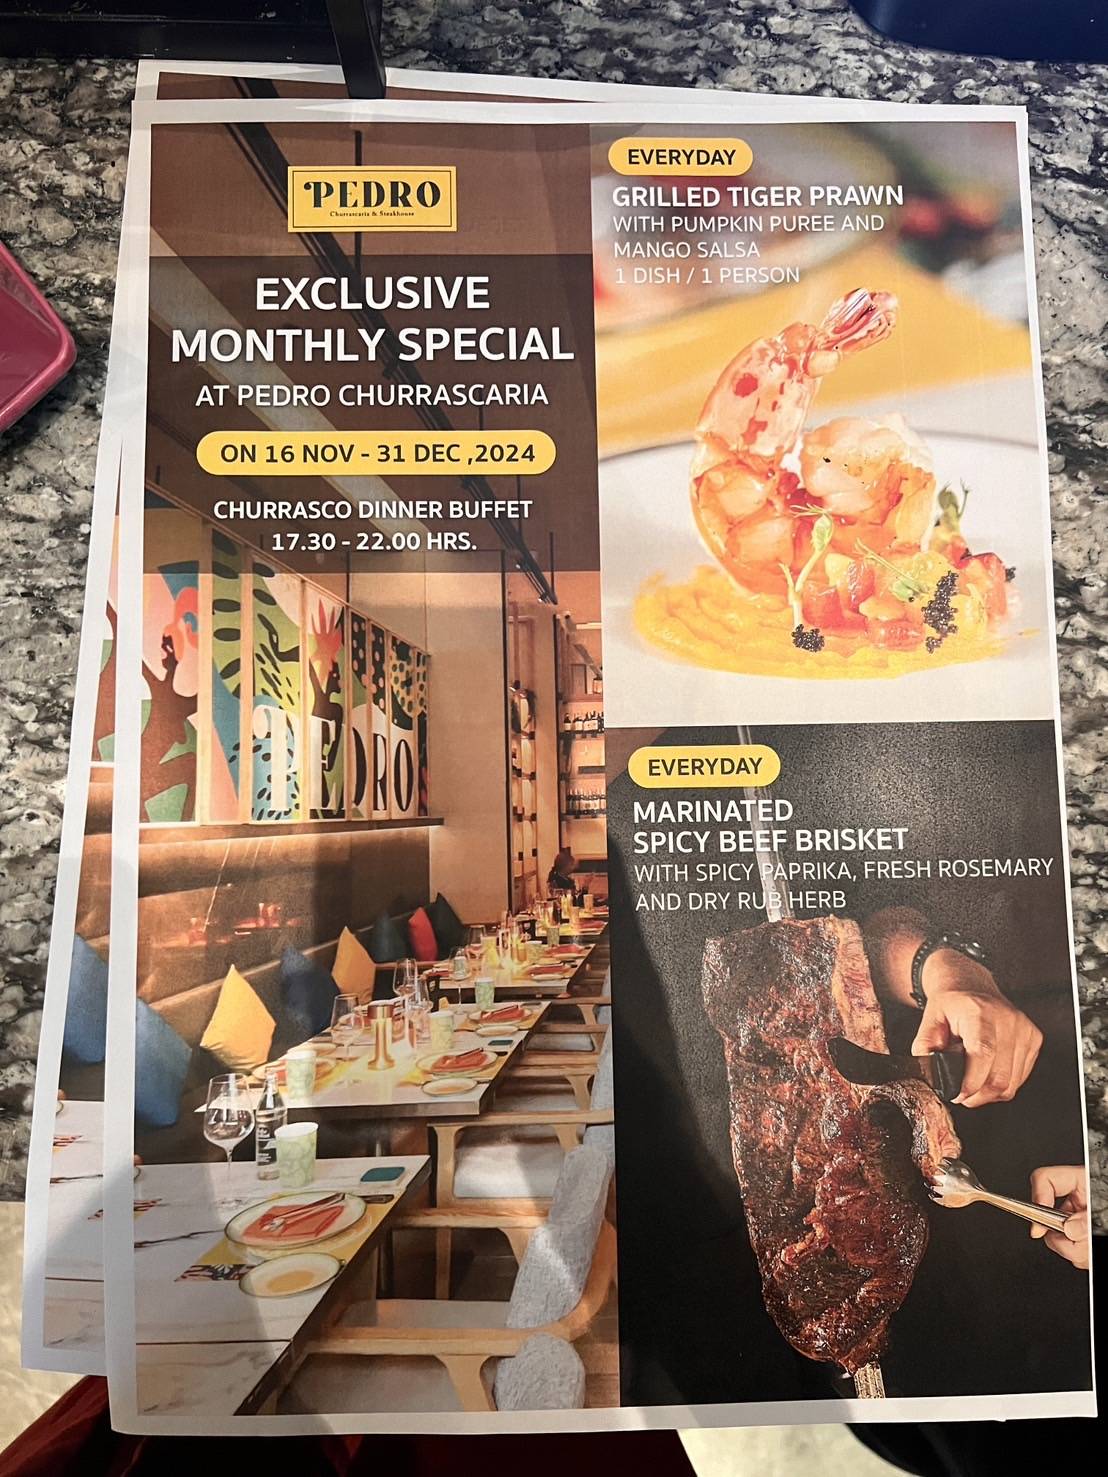 PEDRO
Churrascaria & Steakhouse
EXCLUSIVE
MONTHLY SPECIAL
AT PEDRO CHURRASCARIA
ON 16 NOV - 31 DEC ,2024
CHURRASCO DINNER BUFFET
17.30 - 22.00 HRS.
PEDRO
EVERYDAY
GRILLED TIGER PRAWN
WITH PUMPKIN PUREE AND
MANGO SALSA
1 DISH / 1 PERSON
EVERYDAY
MARINATED
SPICY BEEF BRISKET
WITH SPICY PAPRIKA, FRESH ROSEMARY
AND DRY RUB HERB